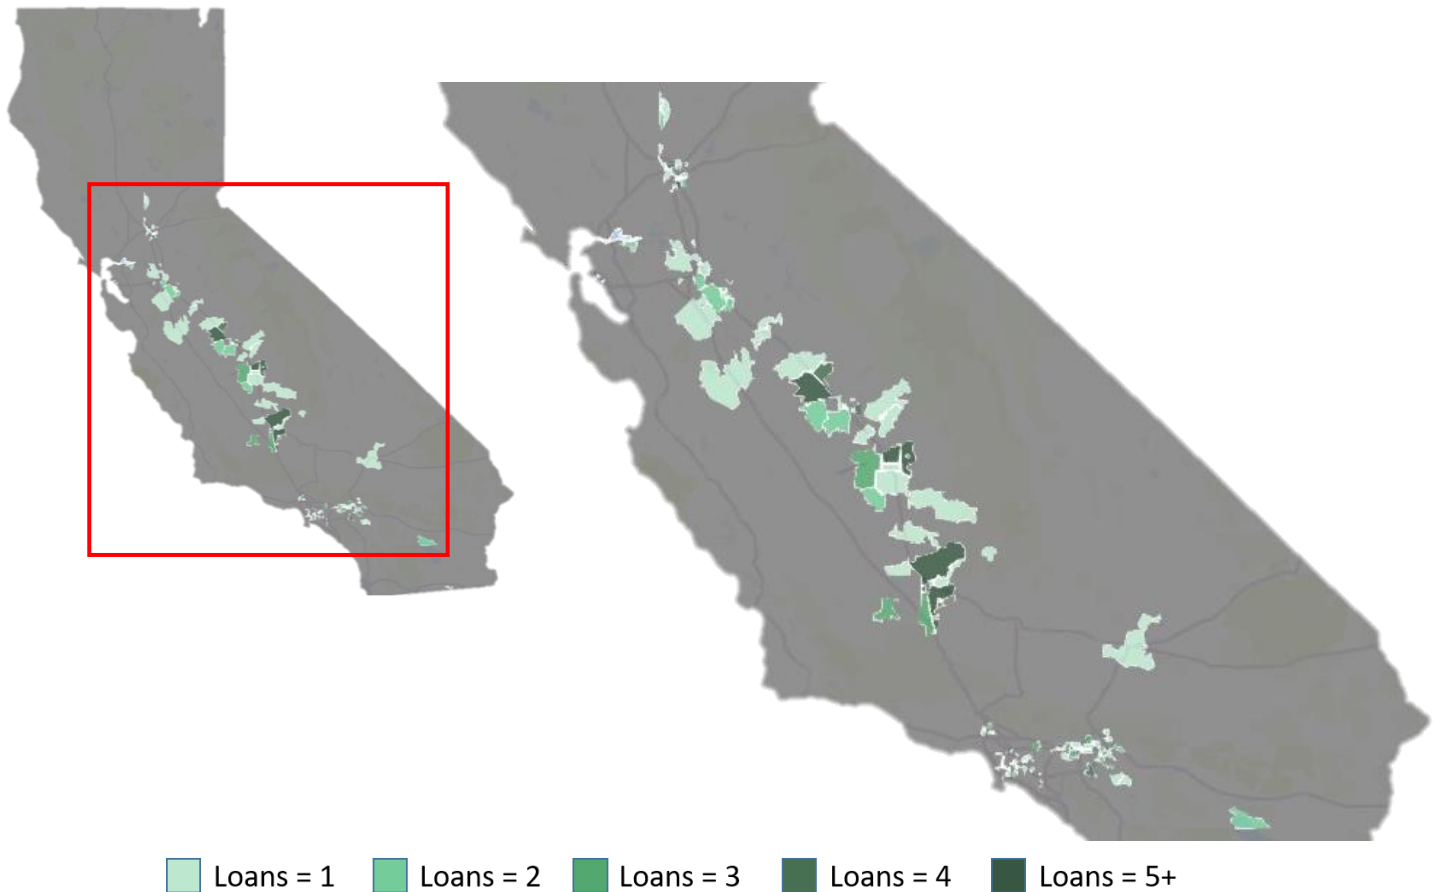 Loans = 1 Loans = 2 Loans = 3 Loans = 4 Loans = 5+